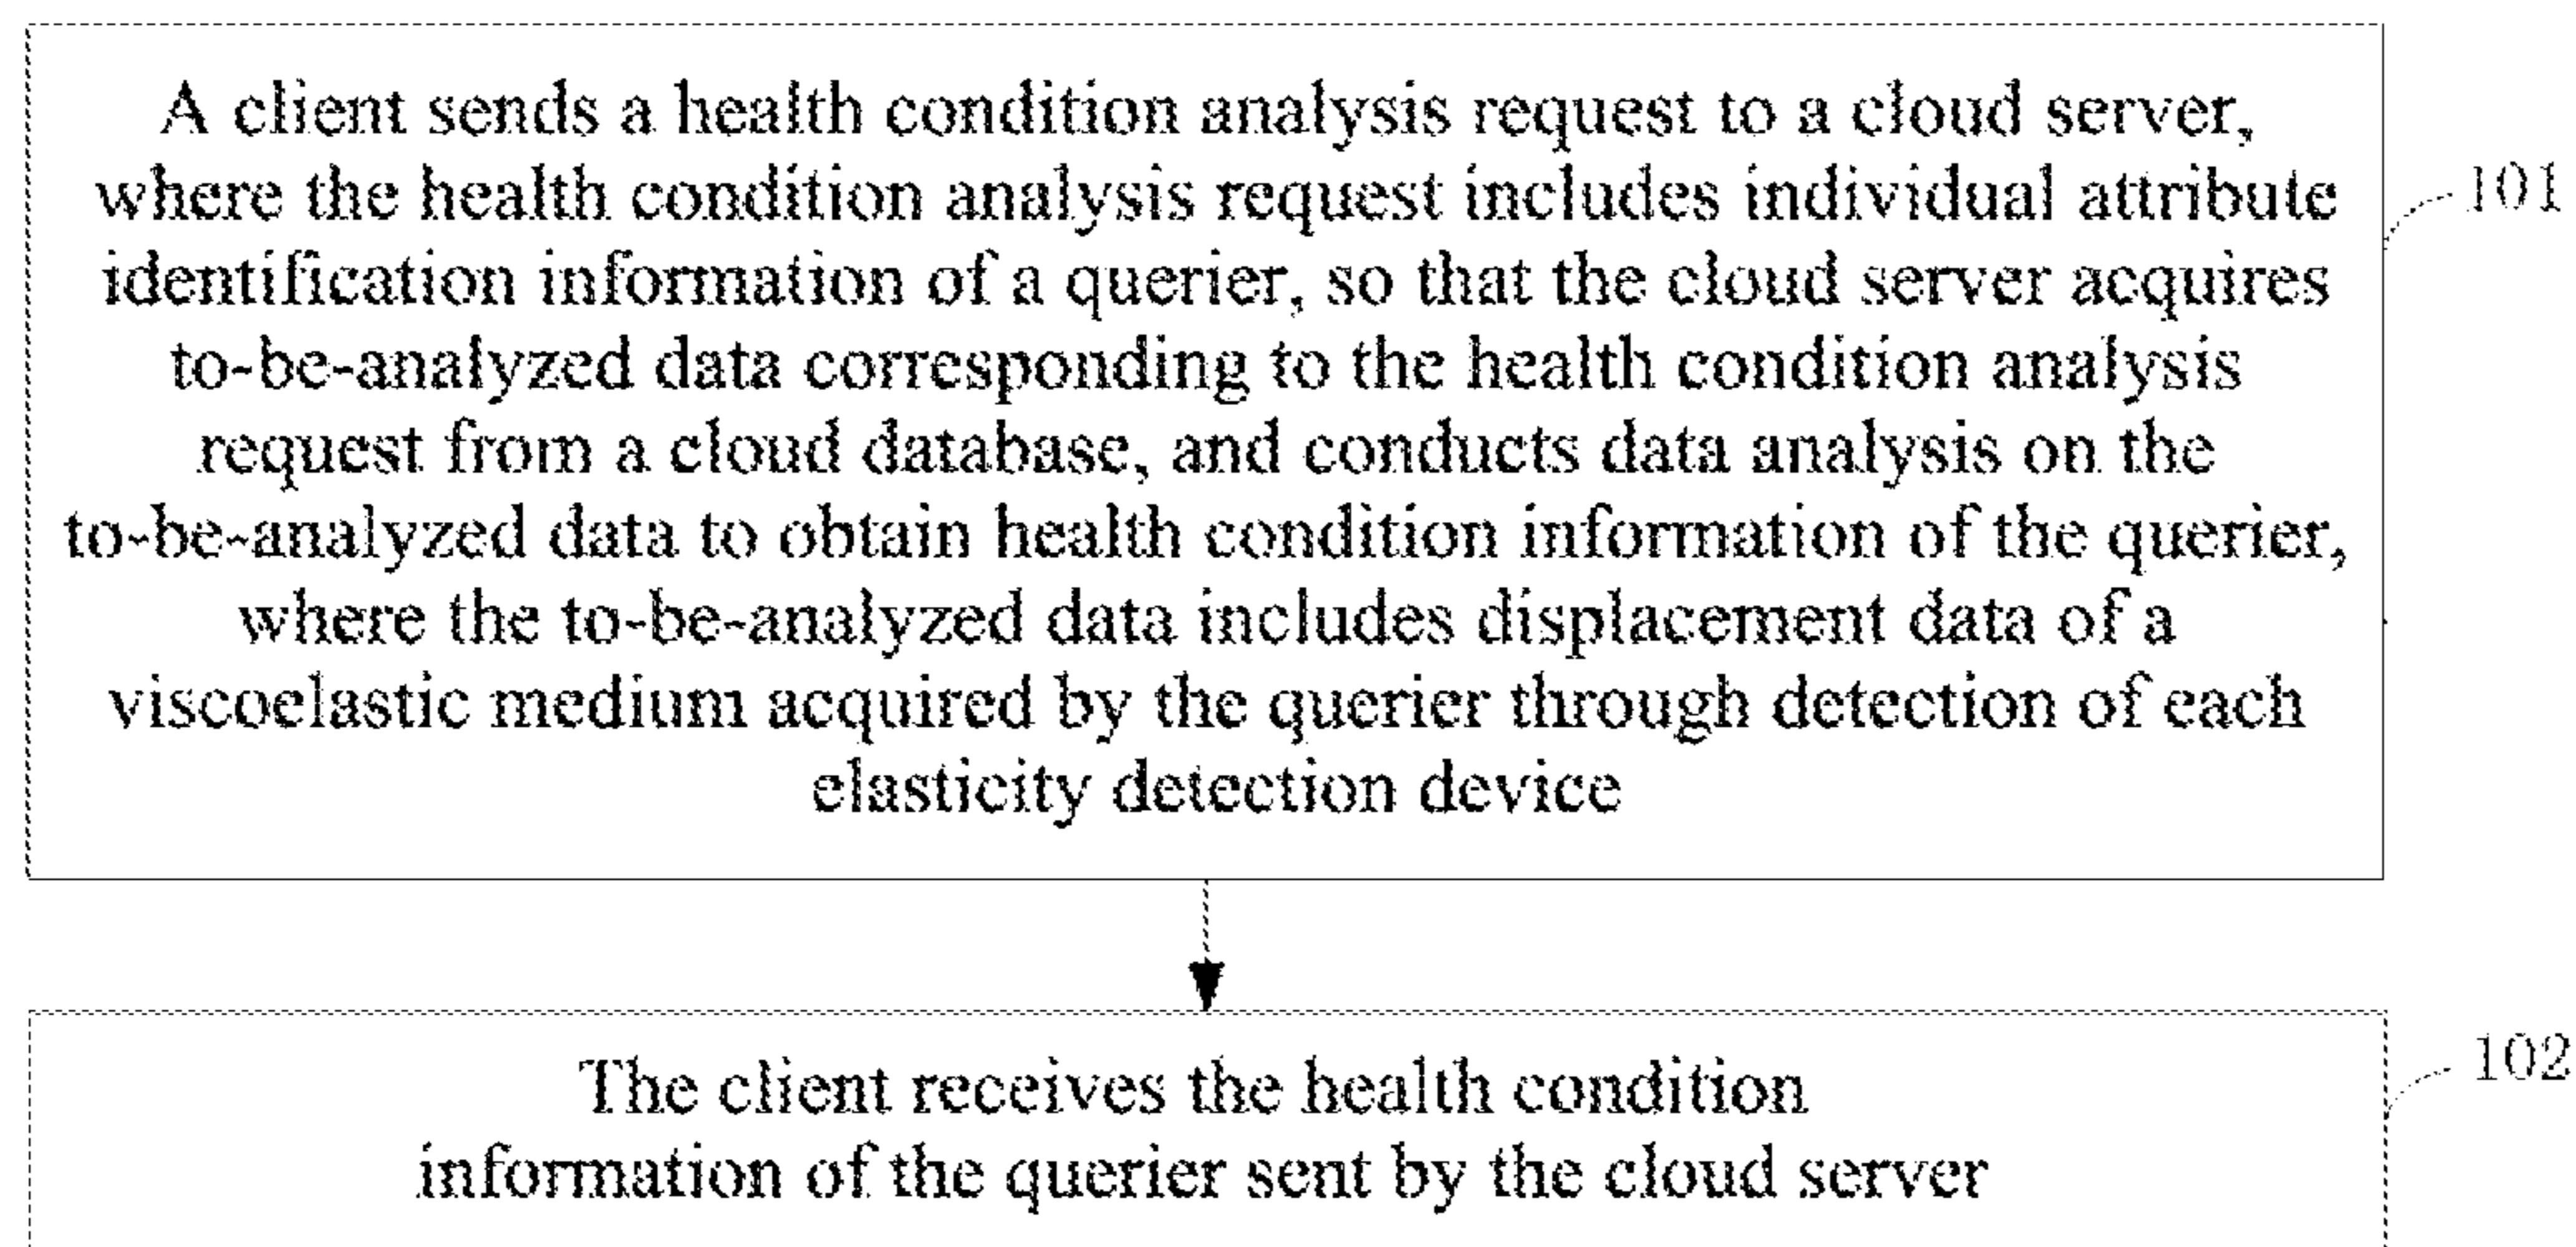 A client sends a health condition analysis request to a cloud server,
where the health condition analysis request includes individual attribute
identification information of a querier, so that the cloud server acquires
to-be-analyzed data corresponding to the health condition analysis
request from a cloud database, and conducts data analysis on the
to-be-analyzed data to obtain health condition information of the querier,
where the to-be-analyzed data includes displacement data of a
viscoelastic medium acquired by the querier through detection of each
elasticity detection device
101
The client receives the health condition
information of the querier sent by the cloud server
102